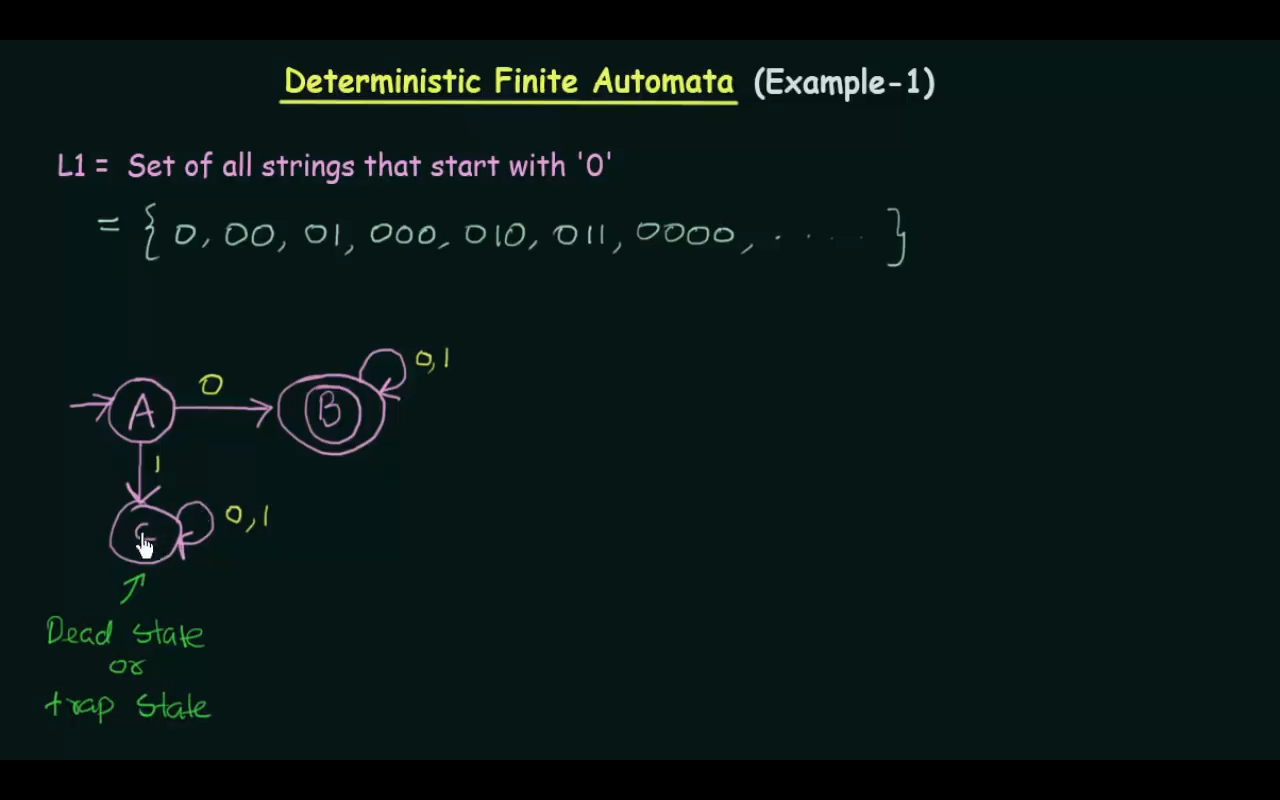 Deterministic Finite Automata (Example-1)
L1 = Set of all strings that start with '0'
= { 0, 00, 01, 000, 010, 011, 0000, ..... }
0,1
0
A
B
1
0,1
Dead state
or
trap state